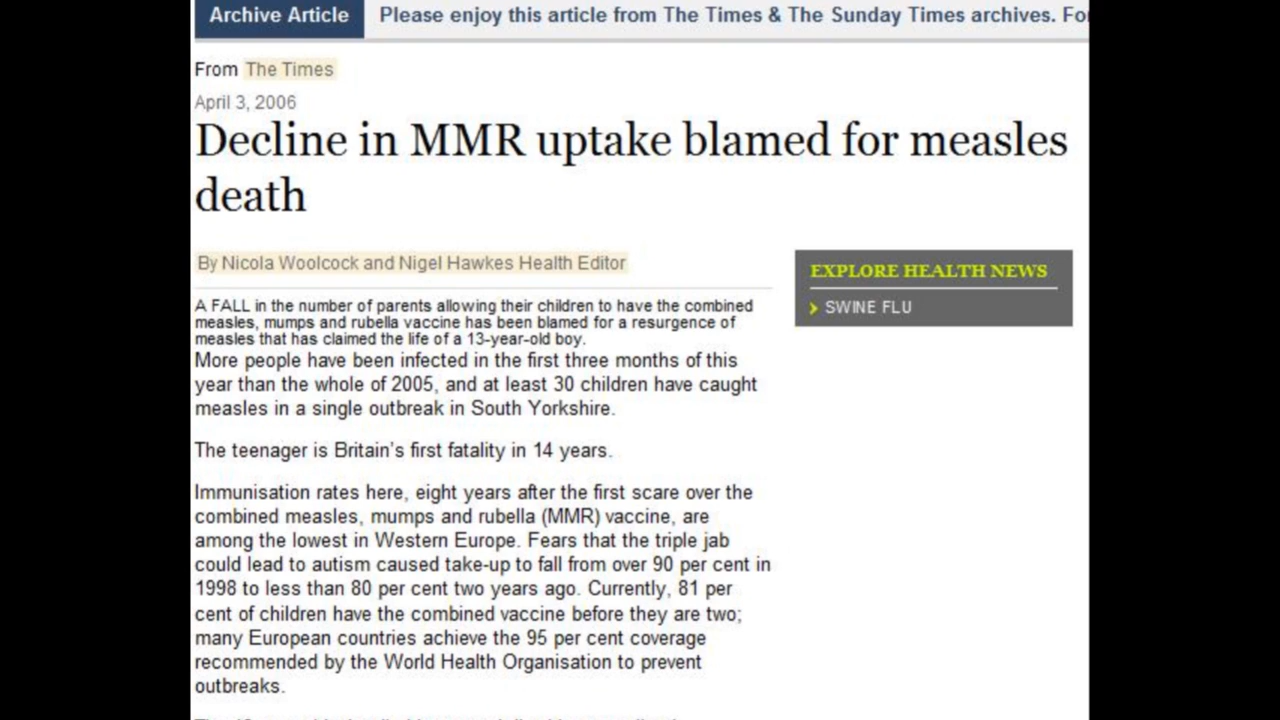 Archive Article Please enjoy this article from The Times & The Sunday Times archives.
From The Times
April 3, 2006
Decline in MMR uptake blamed for measles
death
By Nicola Woolcock and Nigel Hawkes Health Editor
EXPLORE HEALTH NEWS
SWINE FLU
A FALL in the number of parents allowing their children to have the combined
measles, mumps and rubella vaccine has been blamed for a resurgence of
measles that has claimed the life of a 13-year-old boy.
More people have been infected in the first three months of this
year than the whole of 2005, and at least 30 children have caught
measles in a single outbreak in South Yorkshire.
The teenager is Britain's first fatality in 14 years.
Immunisation rates here, eight years after the first scare over the
combined measles, mumps and rubella (MMR) vaccine, are
among the lowest in Western Europe. Fears that the triple jab
could lead to autism caused take-up to fall from over 90 per cent in
1998 to less than 80 per cent two years ago. Currently, 81 per
cent of children have the combined vaccine before they are two;
many European countries achieve the 95 per cent coverage
recommended by the World Health Organisation to prevent
outbreaks.